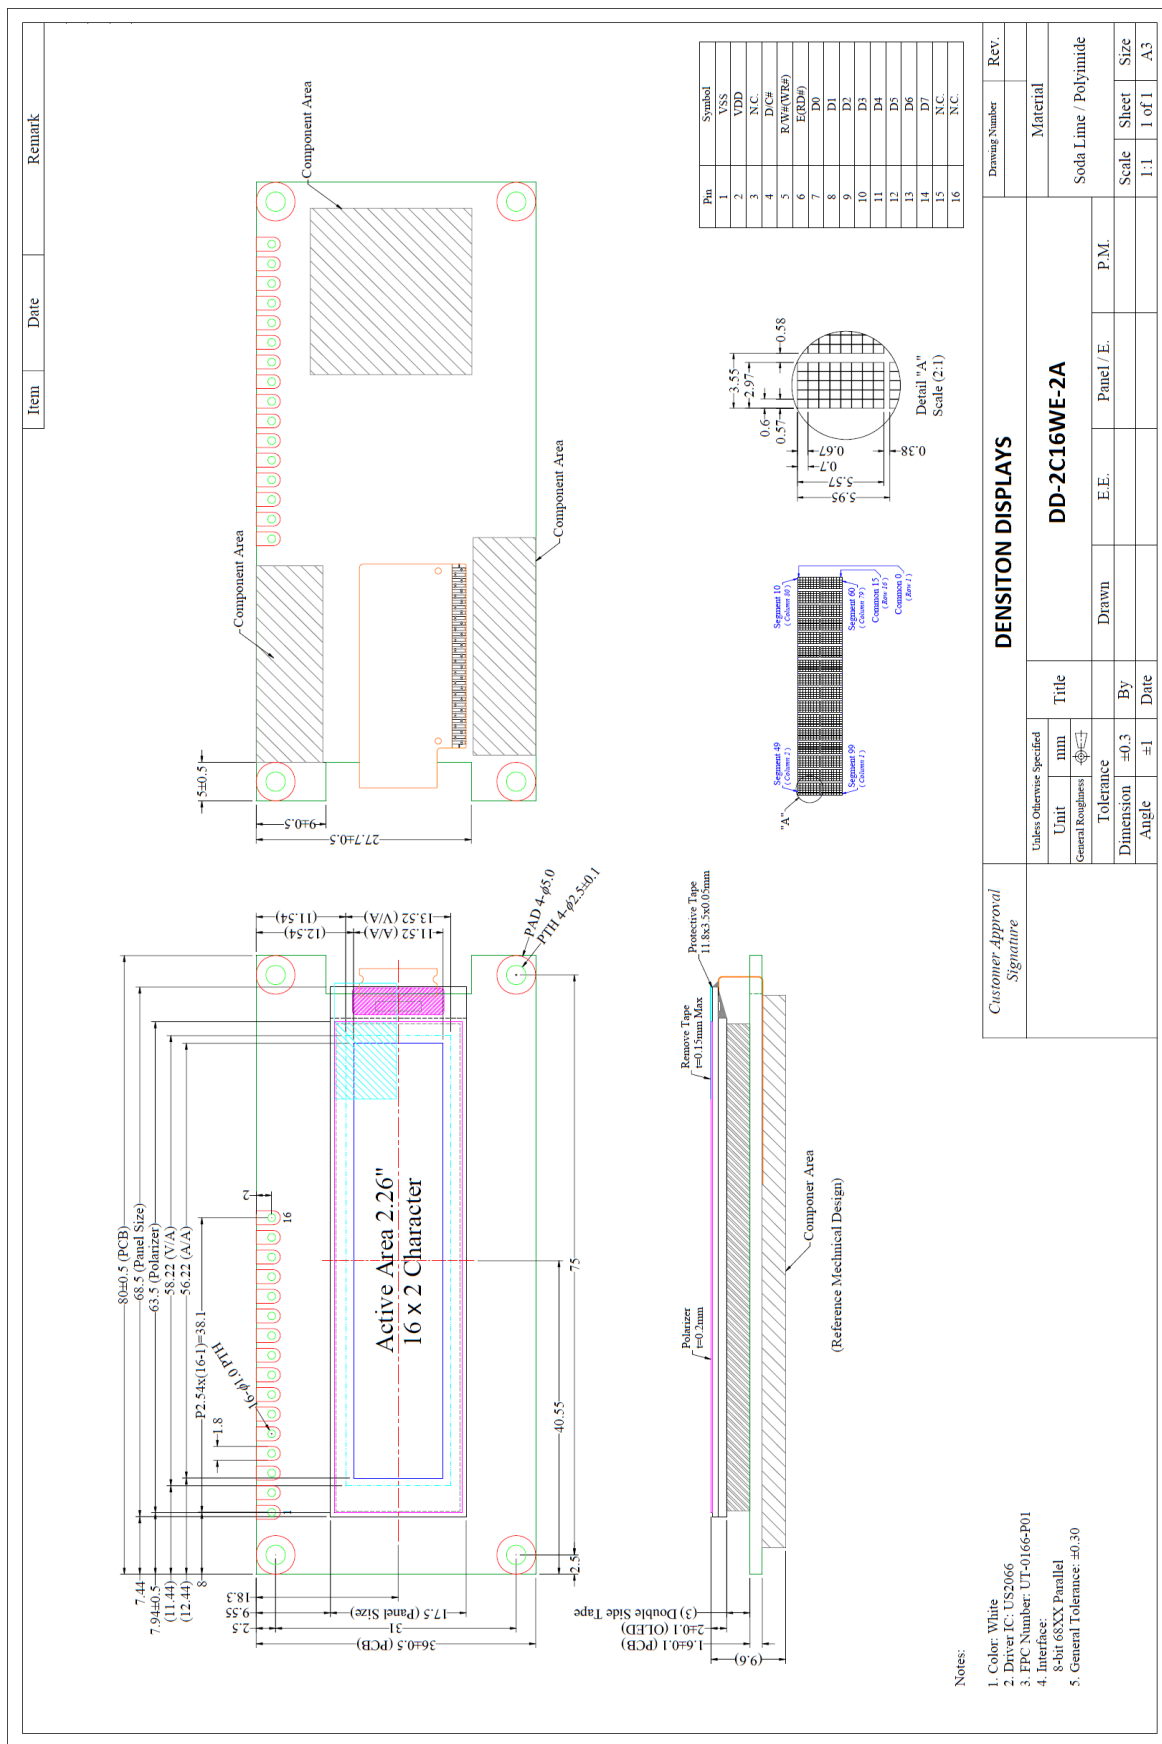 Item Date Remark
80±0.5 (PCB)
68.5 (Panel Size)
63.5 (Polarizer)
58.22 (V/A)
56.22 (A/A)
P2.54x(16-1)=38.1
16-ϕ1.0 PTH
1.8
2
1
16
7.44
7.94±0.5
(11.44)
(12.44)
8
36±0.5 (PCB)
31
17.5 (Panel Size)
2.5
9.55
18.3
Active Area 2.26"
16 x 2 Character
(11.54)
(12.54)
13.52 (V/A)
11.52 (A/A)
PAD 4-ϕ5.0
PTH 4-ϕ2.5±0.1
40.55
75
2.5
5±0.5
9±0.5
27.7±0.5
Component Area
Component Area
Component Area
(3) Double Side Tape
2±0.1 (OLED)
1.6±0.1 (PCB)
(9.6)
Polarizer
t=0.2mm
Remove Tape
t=0.15mm Max
Protective Tape
11.8x3.5x0.05mm
Componer Area
(Reference Mechnical Design)
Segment 49
( Column 2 )
Segment 99
( Column 1 )
"A"
Segment 10
( Column 80 )
Segment 60
( Column 79 )
Common 15
( Row 16 )
Common 0
( Row 1 )
3.55
2.97
0.6
0.57
0.58
0.67
0.7
5.57
5.95
0.38
Detail "A"
Scale (2:1)
Pin Symbol
1 VSS
2 VDD
3 N.C.
4 D/C#
5 R/W#(WR#)
6 E(RD#)
7 D0
8 D1
9 D2
10 D3
11 D4
12 D5
13 D6
14 D7
15 N.C.
16 N.C.
Notes:
1. Color: White
2. Driver IC: US2066
3. FPC Number: UT-0166-P01
4. Interface:
8-bit 68XX Parallel
5. General Tolerance: ±0.30
Customer Approval
Signature
DENSITON DISPLAYS
Drawing Number Rev.
Unless Otherwise Specified
Unit mm
General Roughness
Tolerance
Dimension ±0.3
Angle ±1
Title
DD-2C16WE-2A
Material
Soda Lime / Polyimide
By Drawn E.E. Panel / E. P.M.
Date
Scale Sheet Size
1:1 1 of 1 A3